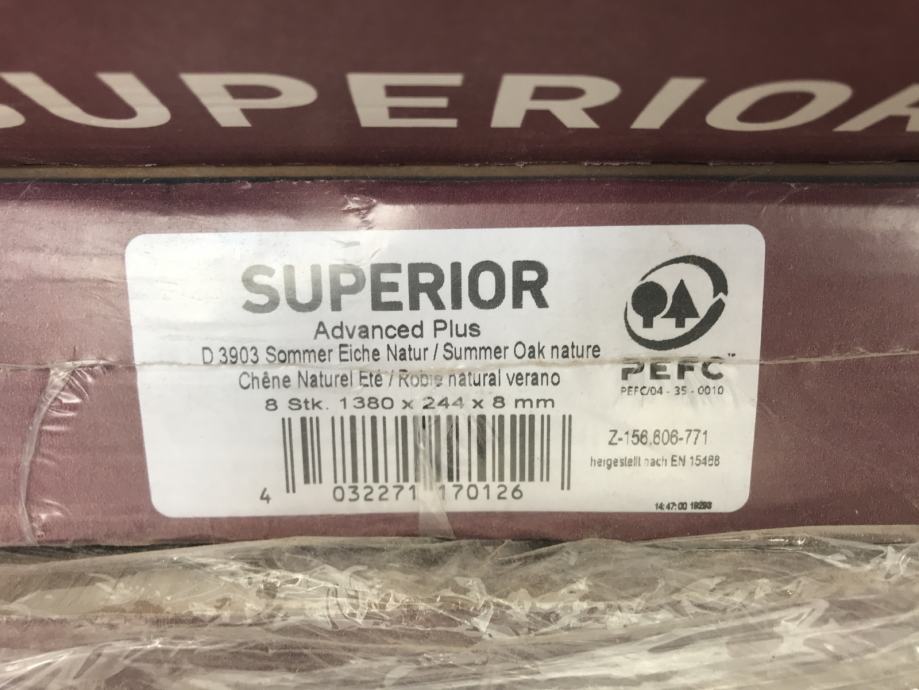 SUPERIOR
SUPERIOR
Advanced Plus
D 3903 Sommer Eiche Natur / Summer Oak nature
Chêne Naturel Eté / Roble natural verano
8 Stk. 1380 x 244 x 8 mm
4 032271 170126
PEFC™
PEFC/04 - 35 - 0010
Z-156.606-771
hergestellt nach EN 15468
14:47:00 19293